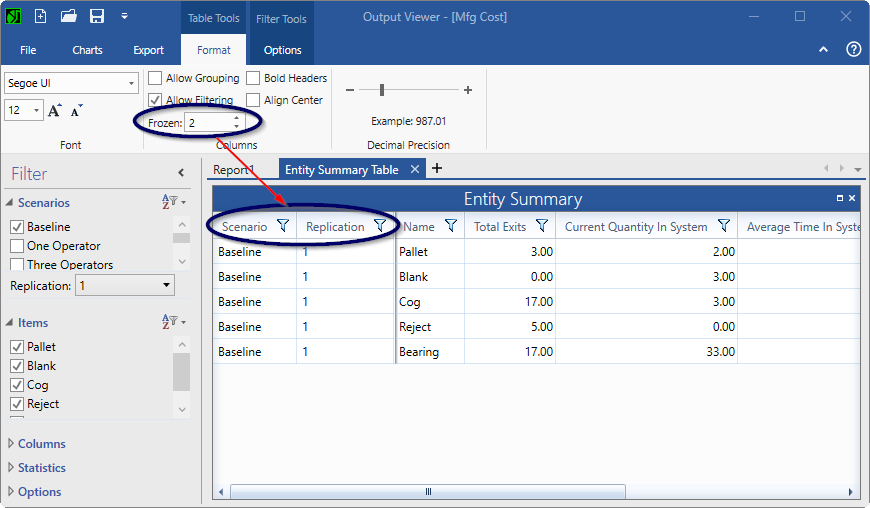 Table Tools
Filter Tools
Output Viewer - [Mfg Cost]
File
Charts
Export
Format
Options
Segoe UI
12
A
A
Font
Allow Grouping
Bold Headers
Allow Filtering
Align Center
Frozen: 2
Columns
Example: 987.01
Decimal Precision
Filter
Scenarios
Baseline
One Operator
Three Operators
Replication: 1
Items
Pallet
Blank
Cog
Reject
Columns
Statistics
Options
Report1
Entity Summary Table
Entity Summary
Scenario Replication Name Total Exits Current Quantity In System Average Time In Syste
Baseline 1 Pallet 3.00 2.00
Baseline 1 Blank 0.00 3.00
Baseline 1 Cog 17.00 3.00
Baseline 1 Reject 5.00 0.00
Baseline 1 Bearing 17.00 33.00